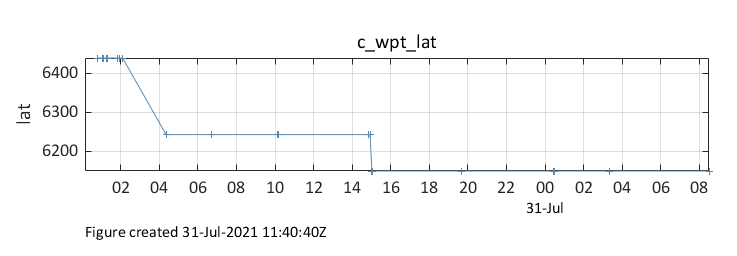 c_wpt_lat
6400
6300
6200
lat
02 04 06 08 10 12 14 16 18 20 22 00 02 04 06 08
31-Jul
Figure created 31-Jul-2021 11:40:40Z